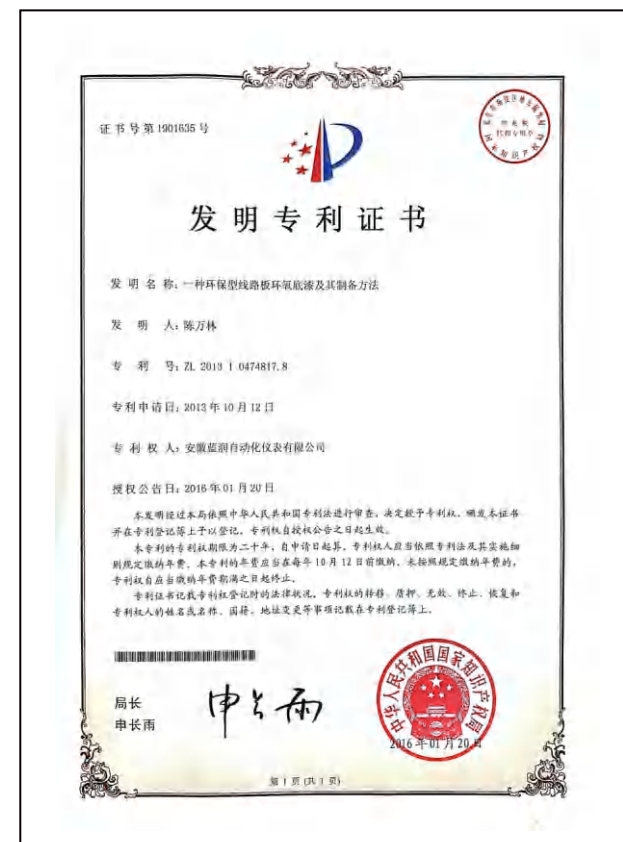 证书号第1901635号
发明专利证书
发明名称：一种环保型线路板环氧底漆及其制备方法
发明人：陈万林
专利号：ZL 2013 1 0474817.8
专利申请日：2013年10月12日
专利权人：安徽蓝润自动化仪表有限公司
授权公告日：2016年01月20日
本发明经过本局依照中华人民共和国专利法进行审查，决定授予专利权，颁发本证书
并在专利登记簿上予以登记。专利权自授权公告之日起生效。
本专利的专利权期限为二十年，自申请日起算。专利权人应当依照专利法及其实施细
则规定缴纳年费。本专利的年费应当在每年10月12日前缴纳。未按照规定缴纳年费的，
专利权自应当缴纳年费期满之日起终止。
专利证书记载专利权登记时的法律状况。专利权的转移、质押、无效、终止、恢复和
专利权人的姓名或名称、国籍、地址变更等事项记载在专利登记簿上。
局长
申长雨
申长雨
中华人民共和国国家知识产权局
2016年01月20日
第1页(共1页)